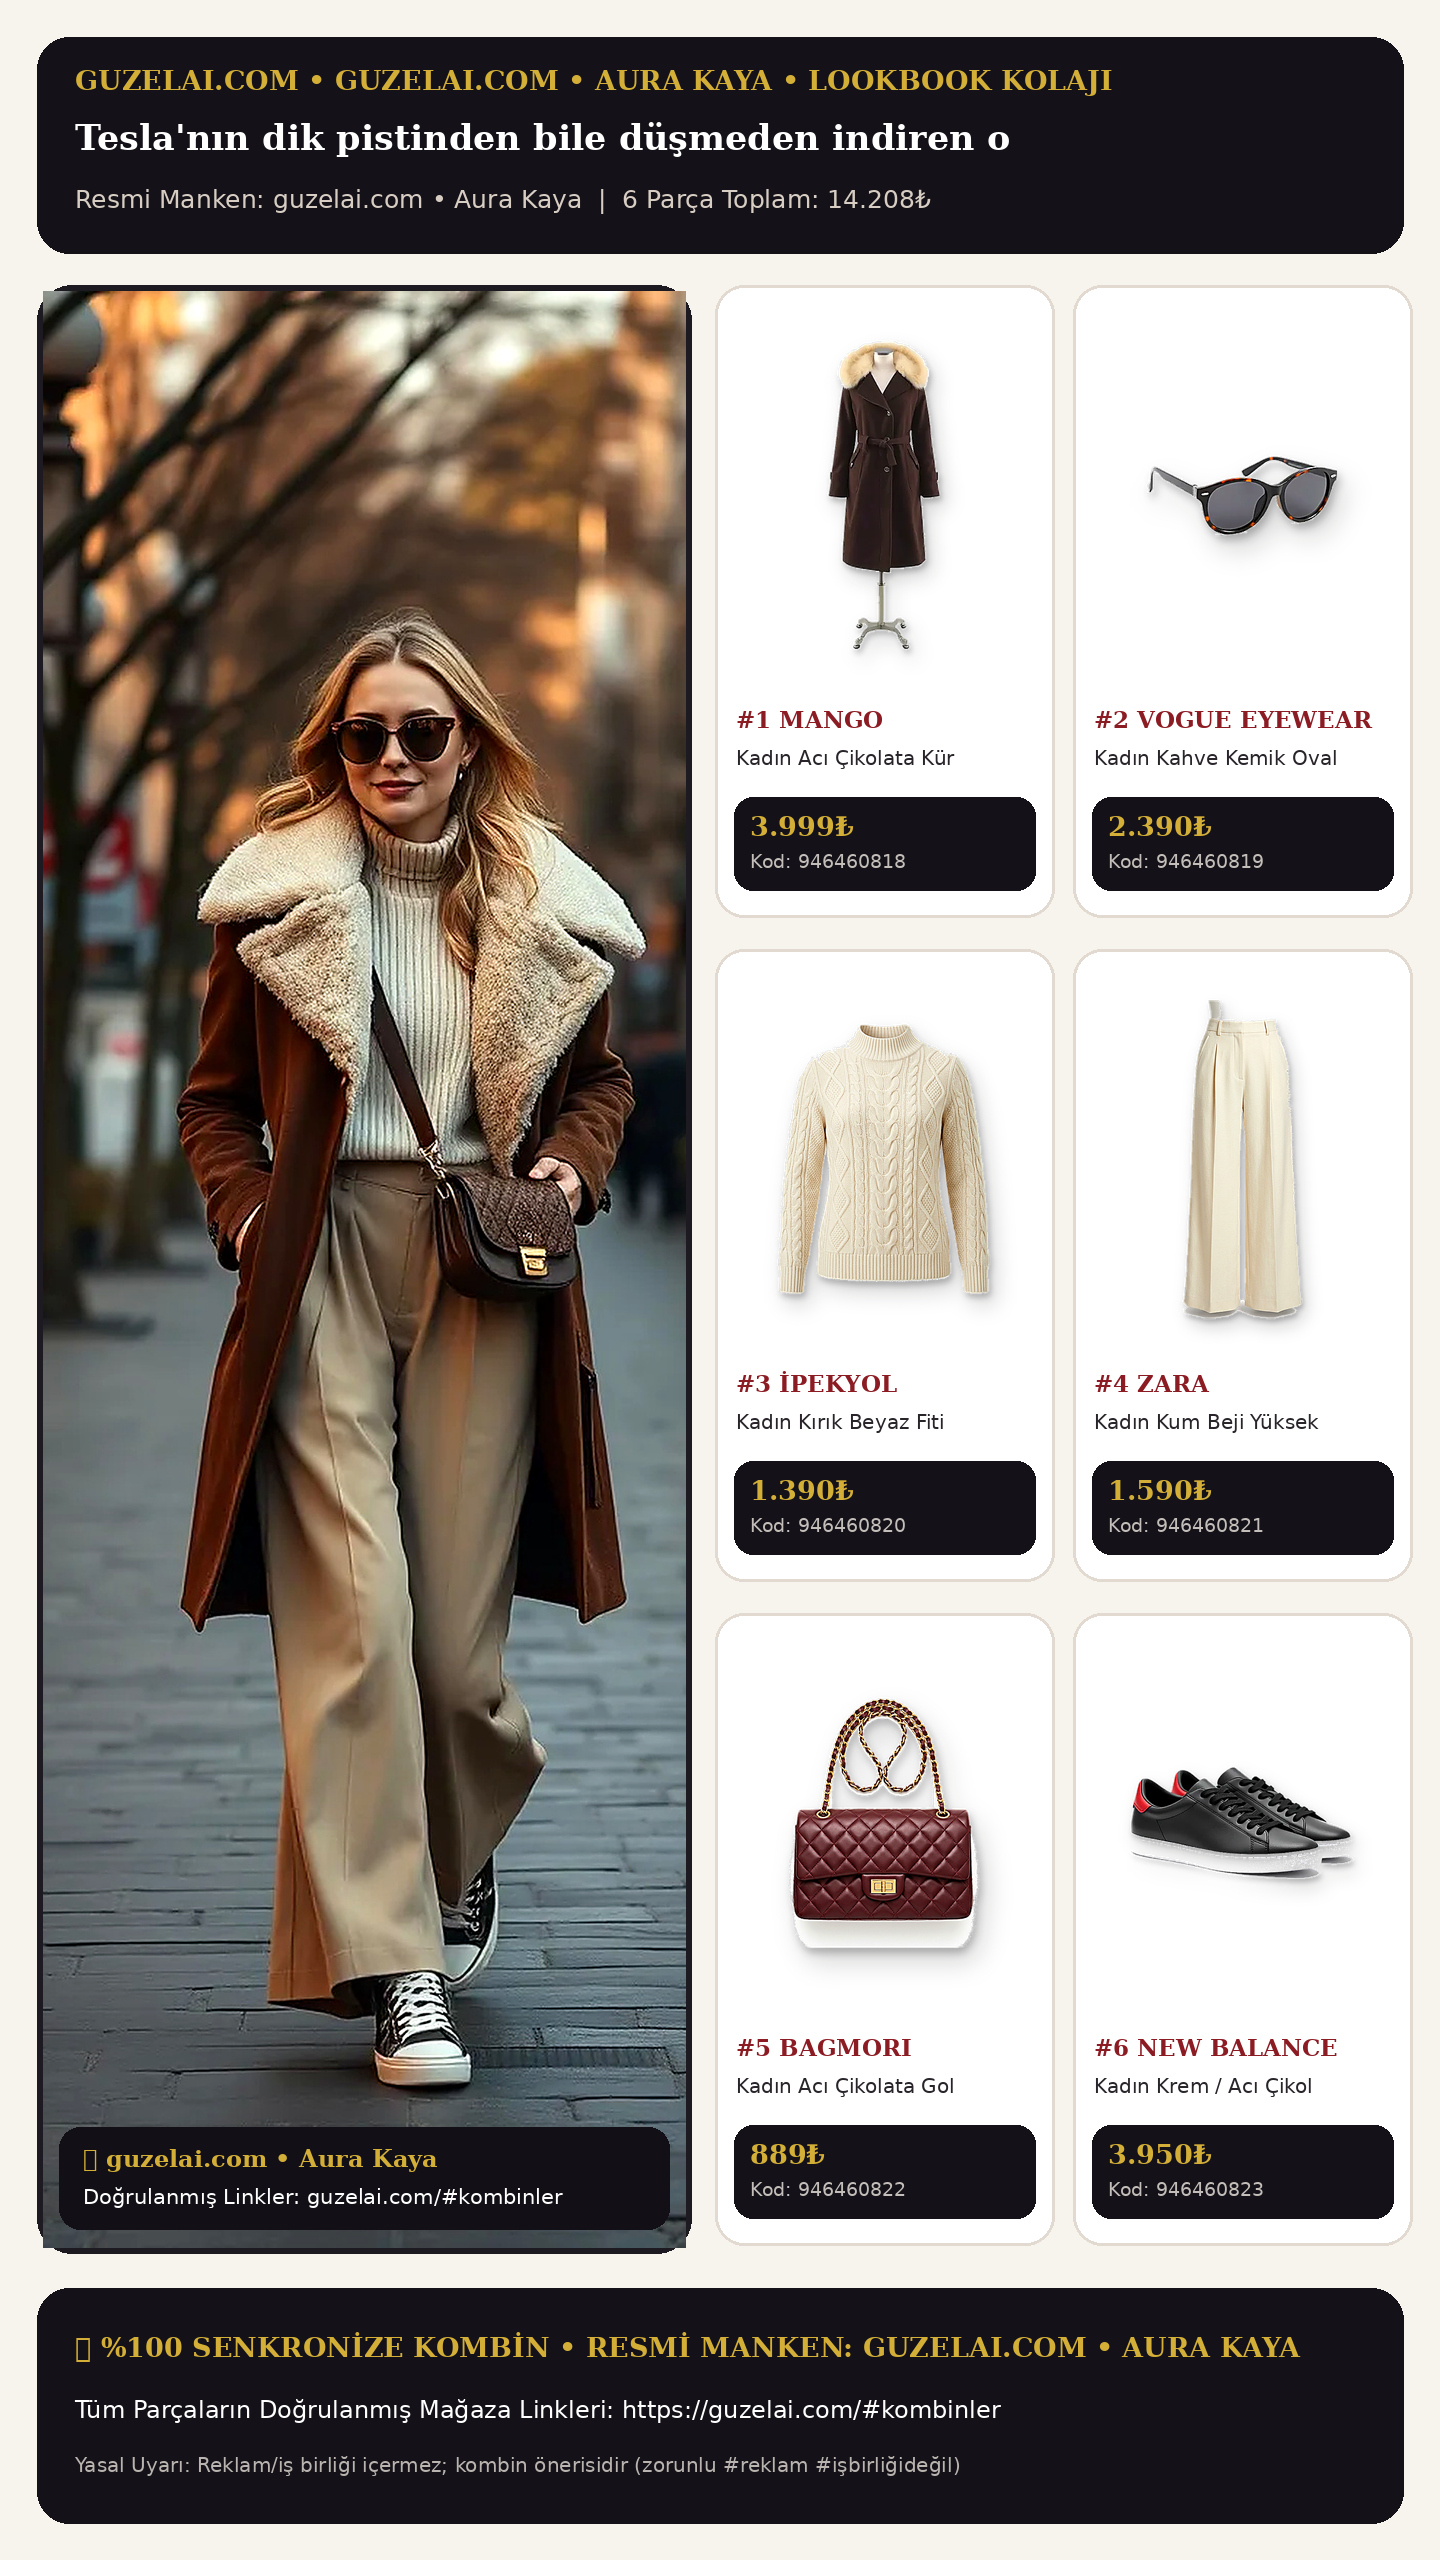 GUZELAI.COM • GUZELAI.COM • AURA KAYA • LOOKBOOK KOLAJI
Tesla'nın dik pistinden bile düşmeden indiren o
Resmi Manken: guzelai.com • Aura Kaya | 6 Parça Toplam: 14.208₺
#1 MANGO
Kadın Acı Çikolata Kür
3.999₺
Kod: 946460818
#2 VOGUE EYEWEAR
Kadın Kahve Kemik Oval
2.390₺
Kod: 946460819
#3 İPEKYOL
Kadın Kırık Beyaz Fiti
1.390₺
Kod: 946460820
#4 ZARA
Kadın Kum Beji Yüksek
1.590₺
Kod: 946460821
#5 BAGMORI
Kadın Acı Çikolata Gol
889₺
Kod: 946460822
#6 NEW BALANCE
Kadın Krem / Acı Çikol
3.950₺
Kod: 946460823
guzelai.com • Aura Kaya
Doğrulanmış Linkler: guzelai.com/#kombinler
%100 SENKRONİZE KOMBİN • RESMİ MANKEN: GUZELAI.COM • AURA KAYA
Tüm Parçaların Doğrulanmış Mağaza Linkleri: https://guzelai.com/#kombinler
Yasal Uyarı: Reklam/iş birliği içermez; kombin önerisidir (zorunlu #reklam #işbirliğideğil)